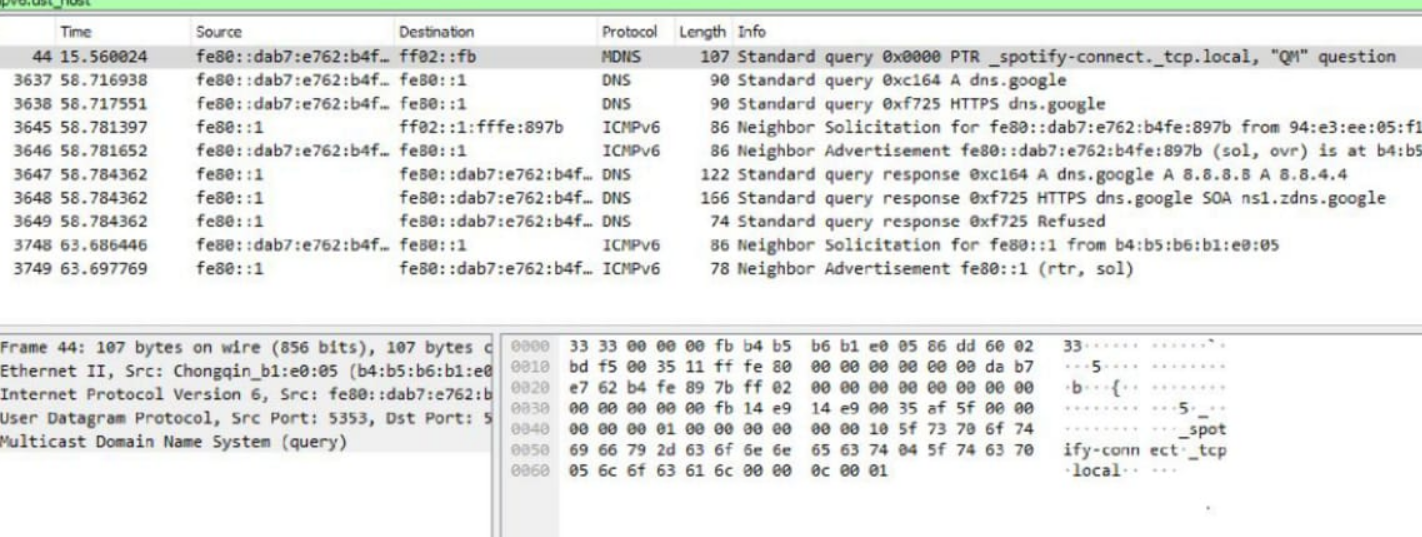 pv6.dst_host
Time Source Destination Protocol Length Info
44 15.560024 fe80::dab7:e762:b4f… ff02::fb MDNS 107 Standard query 0x0000 PTR _spotify-connect._tcp.local, "QM" question
3637 58.716938 fe80::dab7:e762:b4f… fe80::1 DNS 90 Standard query 0xc164 A dns.google
3638 58.717551 fe80::dab7:e762:b4f… fe80::1 DNS 90 Standard query 0xf725 HTTPS dns.google
3645 58.781397 fe80::1 ff02::1:fffe:897b ICMPv6 86 Neighbor Solicitation for fe80::dab7:e762:b4fe:897b from 94:e3:ee:05:f1
3646 58.781652 fe80::dab7:e762:b4f… fe80::1 ICMPv6 86 Neighbor Advertisement fe80::dab7:e762:b4fe:897b (sol, ovr) is at b4:b5
3647 58.784362 fe80::1 fe80::dab7:e762:b4f… DNS 122 Standard query response 0xc164 A dns.google A 8.8.8.8 A 8.8.4.4
3648 58.784362 fe80::1 fe80::dab7:e762:b4f… DNS 166 Standard query response 0xf725 HTTPS dns.google SOA ns1.zdns.google
3649 58.784362 fe80::1 fe80::dab7:e762:b4f… DNS 74 Standard query response 0xf725 Refused
3748 63.686446 fe80::dab7:e762:b4f… fe80::1 ICMPv6 86 Neighbor Solicitation for fe80::1 from b4:b5:b6:b1:e0:05
3749 63.697769 fe80::1 fe80::dab7:e762:b4f… ICMPv6 78 Neighbor Advertisement fe80::1 (rtr, sol)
Frame 44: 107 bytes on wire (856 bits), 107 bytes c
Ethernet II, Src: Chongqin_b1:e0:05 (b4:b5:b6:b1:e0
Internet Protocol Version 6, Src: fe80::dab7:e762:b
User Datagram Protocol, Src Port: 5353, Dst Port: 5
Multicast Domain Name System (query)
0000 33 33 00 00 00 fb b4 b5 b6 b1 e0 05 86 dd 60 02 33······ ······`·
0010 bd f5 00 35 11 ff fe 80 00 00 00 00 00 00 da b7 ···5···· ········
0020 e7 62 b4 fe 89 7b ff 02 00 00 00 00 00 00 00 00 ·b···{·· ········
0030 00 00 00 00 00 fb 14 e9 14 e9 00 35 af 5f 00 00 ········ ···5·_··
0040 00 00 00 01 00 00 00 00 00 00 10 5f 73 70 6f 74 ········ ···_spot
0050 69 66 79 2d 63 6f 6e 6e 65 63 74 04 5f 74 63 70 ify-conn ect·_tcp
0060 05 6c 6f 63 61 6c 00 00 0c 00 01 ·local·· ···